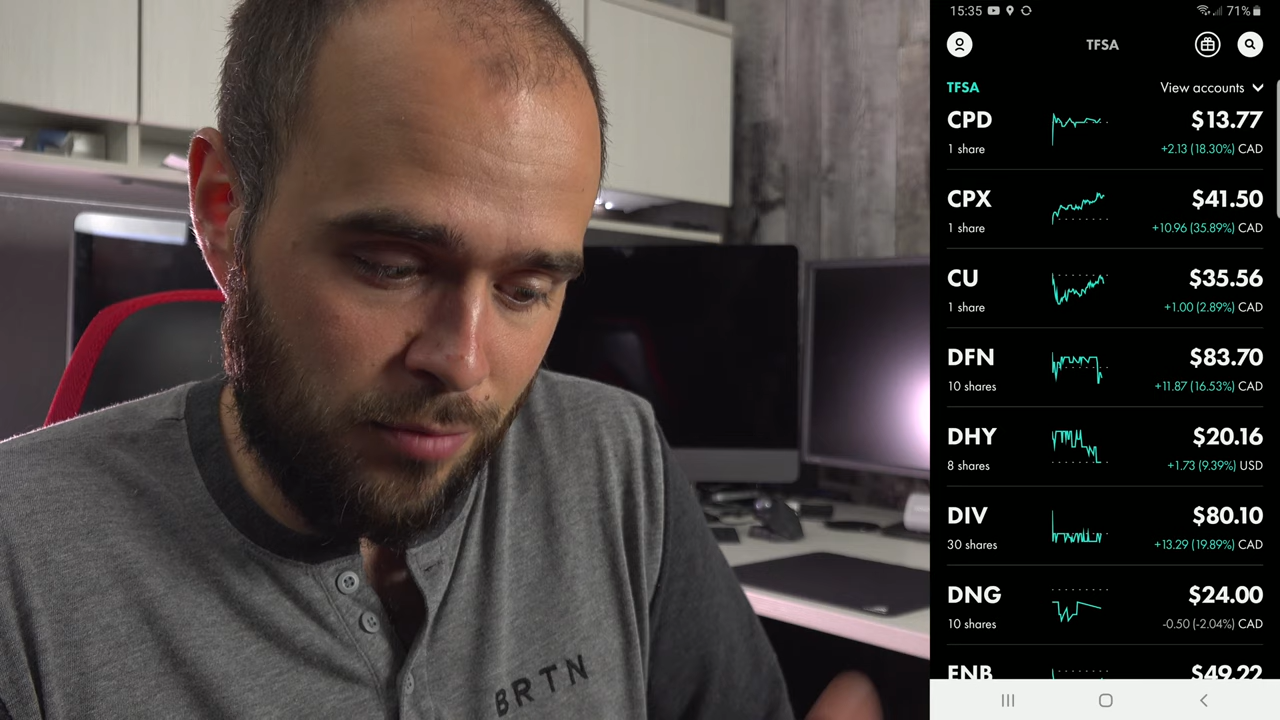 15:35 71%
TFSA
TFSA View accounts
CPD $13.77
1 share +2.13 (18.30%) CAD
CPX $41.50
1 share +10.96 (35.89%) CAD
CU $35.56
1 share +1.00 (2.89%) CAD
DFN $83.70
10 shares +11.87 (16.53%) CAD
DHY $20.16
8 shares +1.73 (9.39%) USD
DIV $80.10
30 shares +13.29 (19.89%) CAD
DNG $24.00
10 shares -0.50 (-2.04%) CAD
ENB $49.22
BRTN